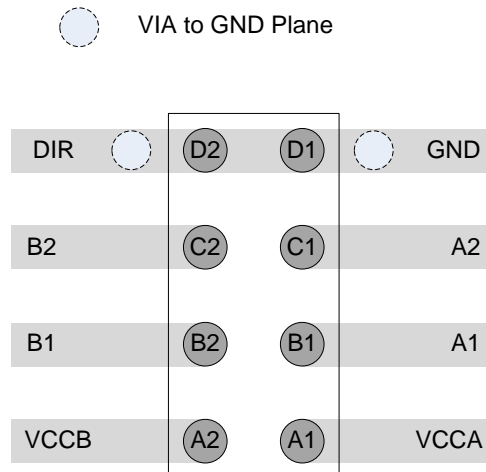 VIA to GND Plane
DIR D2 D1 GND
B2 C2 C1 A2
B1 B2 B1 A1
VCCB A2 A1 VCCA